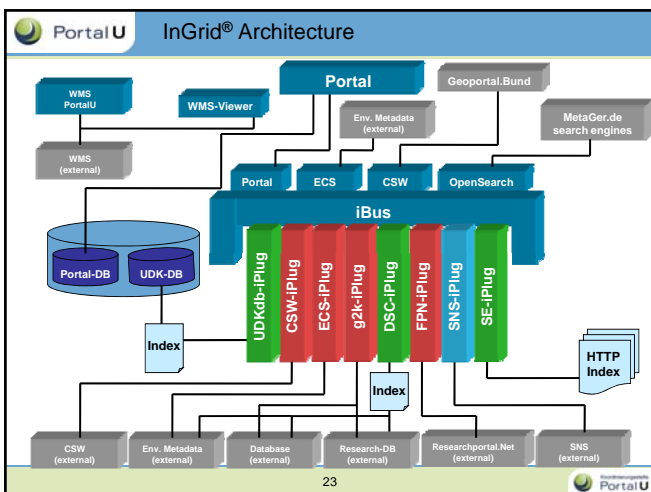 PortalU
InGrid® Architecture
WMS
PortalU
WMS-Viewer
Portal
Geoportal.Bund
Env. Metadata
(external)
MetaGer.de
search engines
WMS
(external)
Portal
ECS
CSW
OpenSearch
iBus
Portal-DB
UDK-DB
UDKdb-iPlug
CSW-iPlug
ECS-iPlug
g2k-iPlug
DSC-iPlug
FPN-iPlug
SNS-iPlug
SE-iPlug
Index
Index
HTTP
Index
CSW
(external)
Env. Metadata
(external)
Database
(external)
Research-DB
(external)
Researchportal.Net
(external)
SNS
(external)
23
Koordinierungsstelle
PortalU